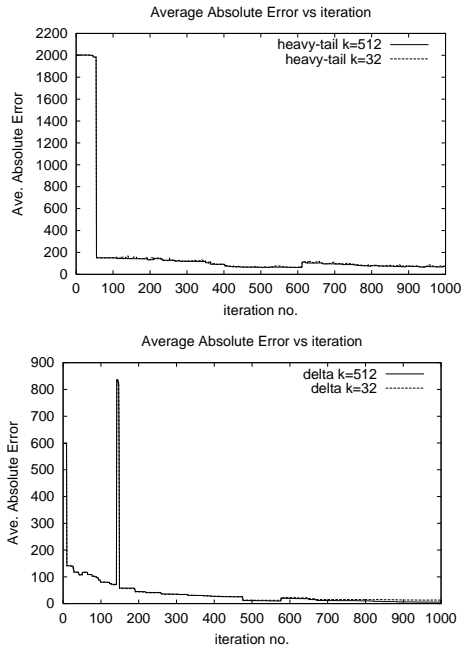 Average Absolute Error vs iteration
heavy-tail k=512
heavy-tail k=32
2200
2000
1800
1600
1400
1200
1000
800
600
400
200
0
Ave. Absolute Error
0 100 200 300 400 500 600 700 800 900 1000
iteration no.
Average Absolute Error vs iteration
delta k=512
delta k=32
900
800
700
600
500
400
300
200
100
0
Ave. Absolute Error
0 100 200 300 400 500 600 700 800 900 1000
iteration no.